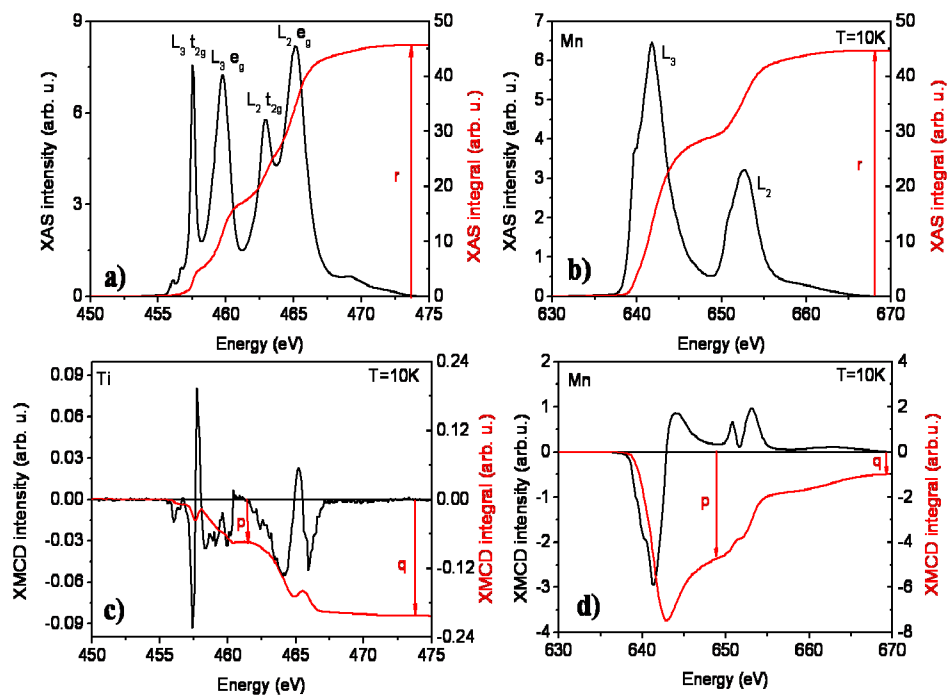 9
6
3
0
XAS intensity (arb. u.)
L3 t2g
L3 eg
L2 t2g
L2 eg
r
a)
50
40
30
20
10
0
XAS integral (arb. u.)
450 455 460 465 470 475
Energy (eV)
7
6
5
4
3
2
1
0
XAS intensity (arb. u.)
Mn
T=10K
L3
L2
r
b)
50
40
30
20
10
0
XAS integral (arb. u.)
630 640 650 660 670
Energy (eV)
0.09
0.06
0.03
0.00
-0.03
-0.06
-0.09
XMCD intensity (arb. u.)
Ti
T=10K
p
q
c)
0.24
0.12
0.00
-0.12
-0.24
XMCD integral (arb. u.)
450 455 460 465 470 475
Energy (eV)
2
1
0
-1
-2
-3
-4
XMCD intensity (arb. u.)
Mn
T=10K
q
p
d)
4
2
0
-2
-4
-6
-8
XMCD integral (arb.u.)
630 640 650 660 670
Energy (eV)